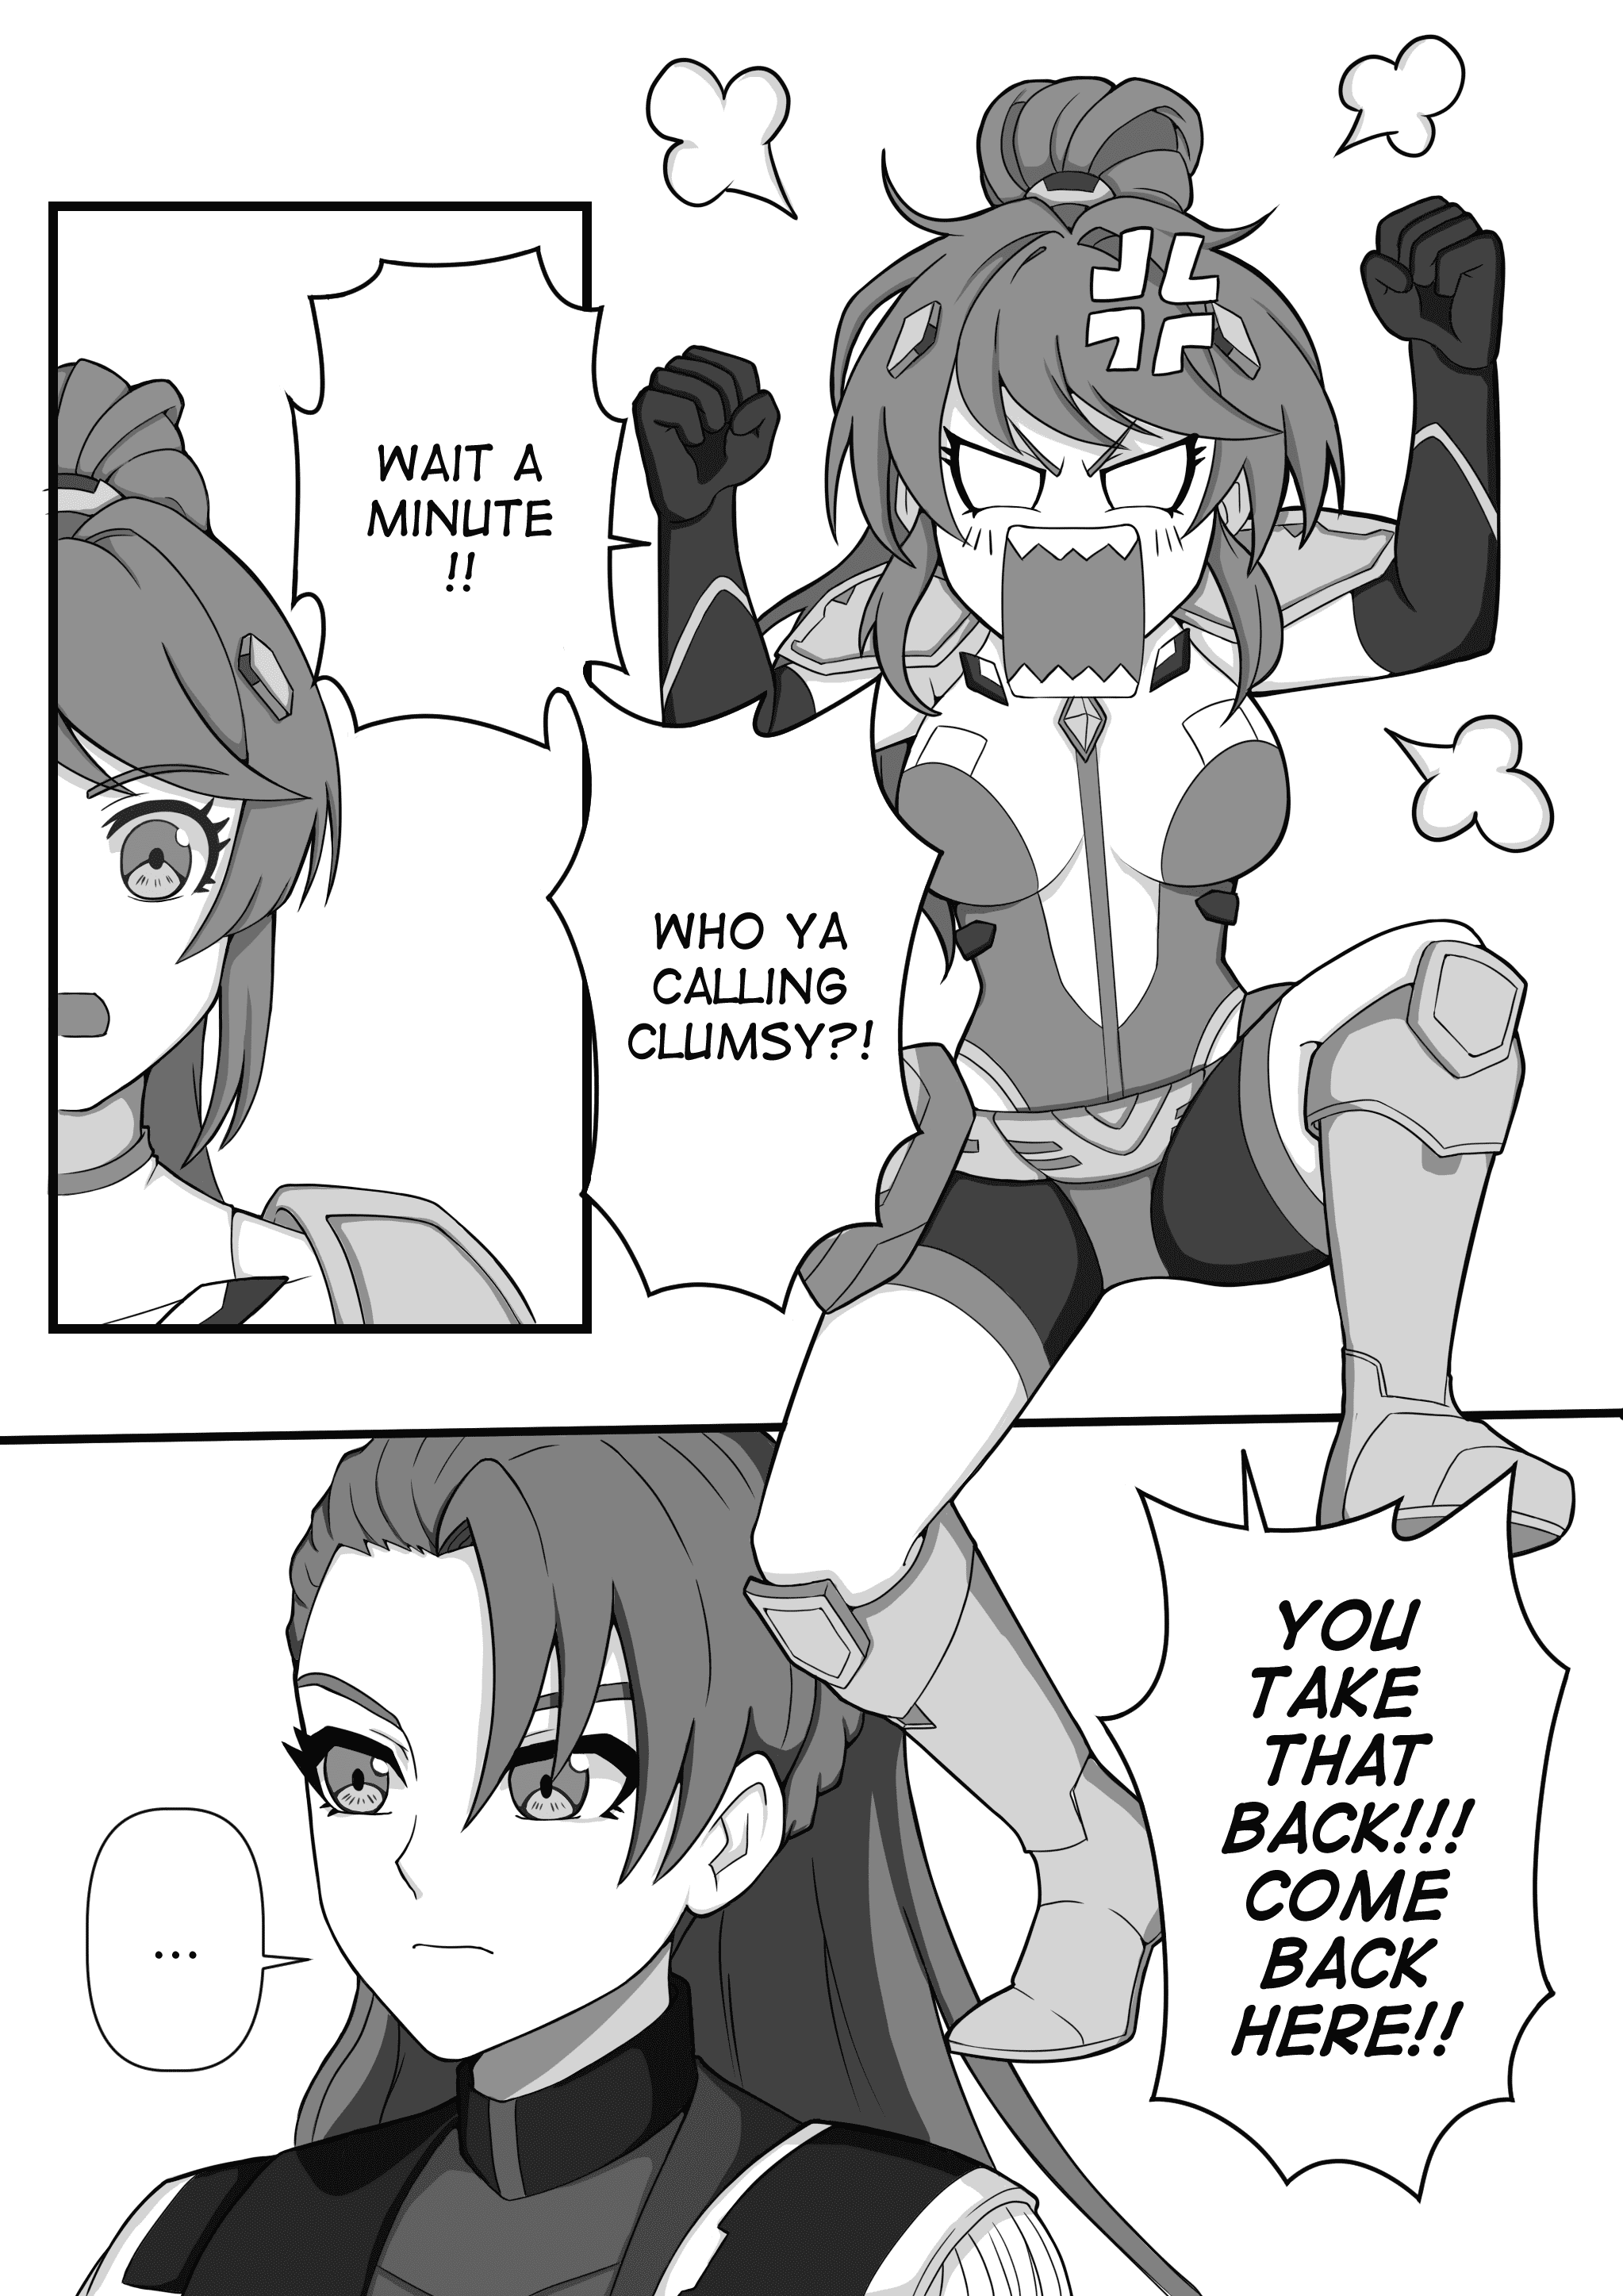 WAIT A
MINUTE
!!
WHO YA
CALLING
CLUMSY?!
YOU
TAKE
THAT
BACK!!!
COME
BACK
HERE!!
...